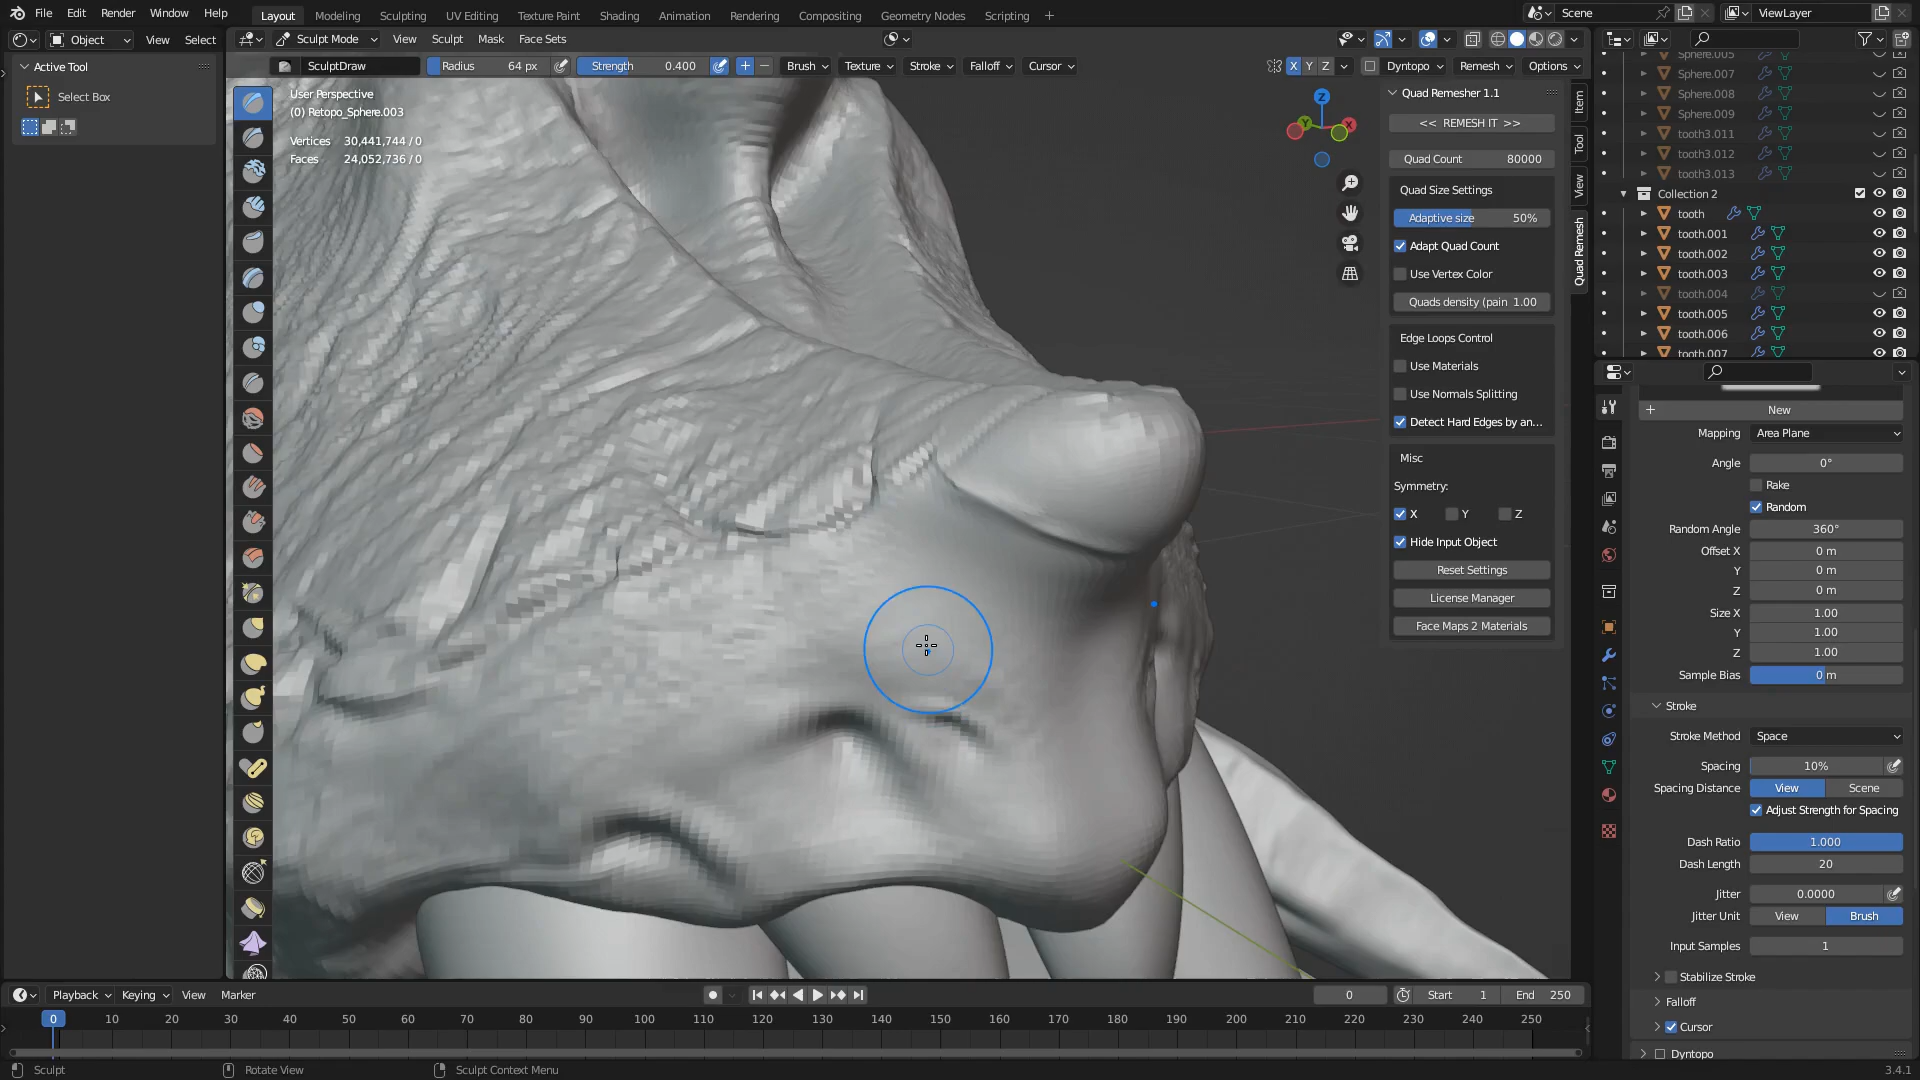 File Edit Render Window Help Layout Modeling Sculpting UV Editing Texture Paint Shading Animation Rendering Compositing Geometry Nodes Scripting + Scene ViewLayer
Object View Select Sculpt Mode View Sculpt Mask Face Sets
Active Tool
Select Box
SculptDraw Radius 64 px Strength 0.400 Brush Texture Stroke Falloff Cursor X Y Z Dyntopo Remesh Options
User Perspective
(0) Retopo_Sphere.003
Vertices 30,441,744 / 0
Faces 24,052,736 / 0
Z
Y
X
Quad Remesher 1.1
<< REMESH IT >>
Quad Count 80000
Quad Size Settings
Adaptive size 50%
Adapt Quad Count
Use Vertex Color
Quads density (pain 1.00
Edge Loops Control
Use Materials
Use Normals Splitting
Detect Hard Edges by an...
Misc
Symmetry:
X Y Z
Hide Input Object
Reset Settings
License Manager
Face Maps 2 Materials
Item
Tool
View
Quad Remesh
Sphere.005
Sphere.007
Sphere.008
Sphere.009
tooth3.011
tooth3.012
tooth3.013
Collection 2
tooth
tooth.001
tooth.002
tooth.003
tooth.004
tooth.005
tooth.006
tooth.007
+ New
Mapping Area Plane
Angle 0°
Rake
Random
Random Angle 360°
Offset X 0 m
Y 0 m
Z 0 m
Size X 1.00
Y 1.00
Z 1.00
Sample Bias 0 m
Stroke
Stroke Method Space
Spacing 10%
Spacing Distance View Scene
Adjust Strength for Spacing
Dash Ratio 1.000
Dash Length 20
Jitter 0.0000
Jitter Unit View Brush
Input Samples 1
Stabilize Stroke
Falloff
Cursor
Dyntopo
Playback Keying View Marker 0 Start 1 End 250
0 10 20 30 40 50 60 70 80 90 100 110 120 130 140 150 160 170 180 190 200 210 220 230 240 250
Sculpt Rotate View Sculpt Context Menu 3.4.1